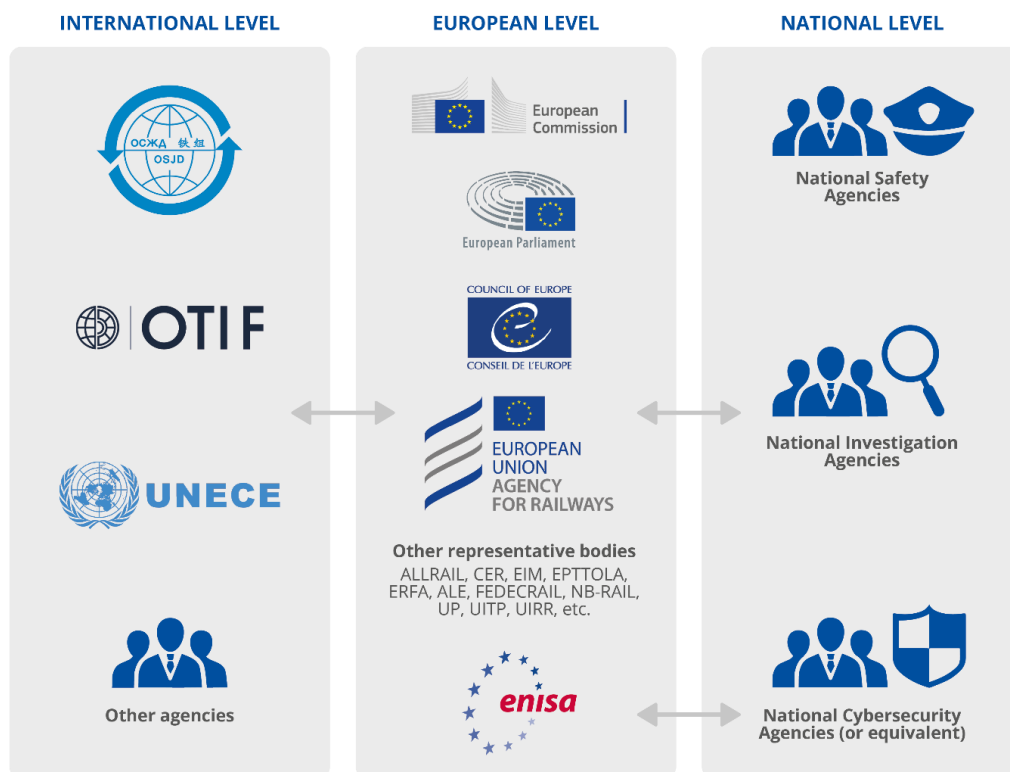 INTERNATIONAL LEVEL
ОСЖД 铁组
OSJD
OTIF
UNECE
Other agencies
EUROPEAN LEVEL
European
Commission
European Parliament
COUNCIL OF EUROPE
CONSEIL DE L'EUROPE
EUROPEAN
UNION
AGENCY
FOR RAILWAYS
Other representative bodies
ALLRAIL, CER, EIM, EPTTOLA,
ERFA, ALE, FEDECRAIL, NB-RAIL,
UP, UITP, UIRR, etc.
enisa
NATIONAL LEVEL
National Safety
Agencies
National Investigation
Agencies
National Cybersecurity
Agencies (or equivalent)